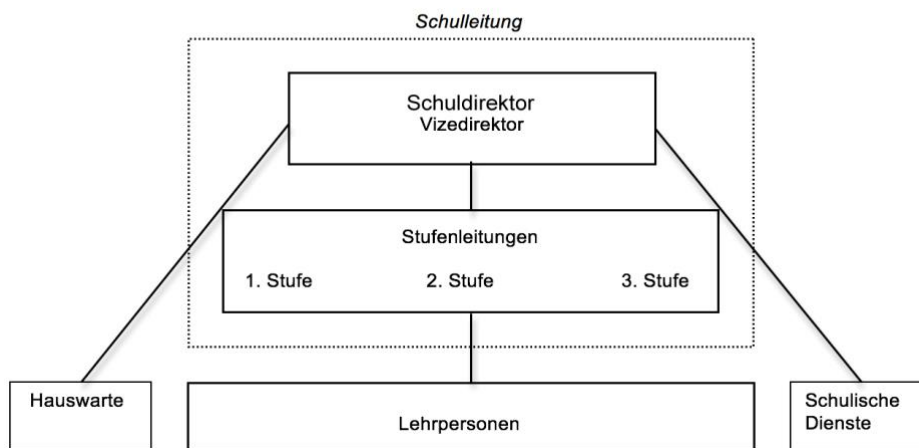 Schulleitung
Schuldirektor
Vizedirektor
Stufenleitungen
1. Stufe 2. Stufe 3. Stufe
Hauswarte
Lehrpersonen
Schulische
Dienste